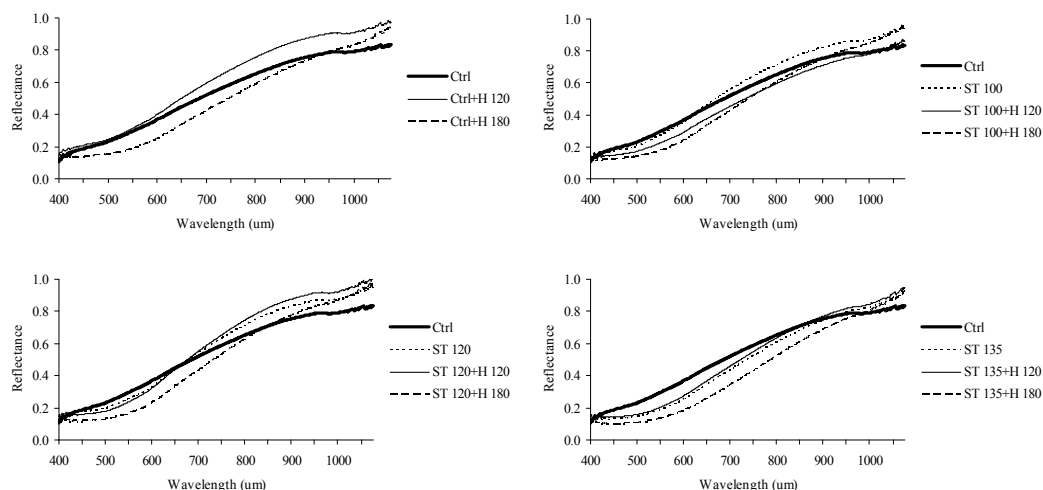 1.0
0.8
0.6
0.4
0.2
0.0
Reflectance
400 500 600 700 800 900 1000
Wavelength (um)
Ctrl
Ctrl+H 120
Ctrl+H 180
1.0
0.8
0.6
0.4
0.2
0.0
Reflectance
400 500 600 700 800 900 1000
Wavelength (um)
Ctrl
ST 100
ST 100+H 120
ST 100+H 180
1.0
0.8
0.6
0.4
0.2
0.0
Reflectance
400 500 600 700 800 900 1000
Wavelength (um)
Ctrl
ST 120
ST 120+H 120
ST 120+H 180
1.0
0.8
0.6
0.4
0.2
0.0
Reflectance
400 500 600 700 800 900 1000
Wavelength (um)
Ctrl
ST 135
ST 135+H 120
ST 135+H 180